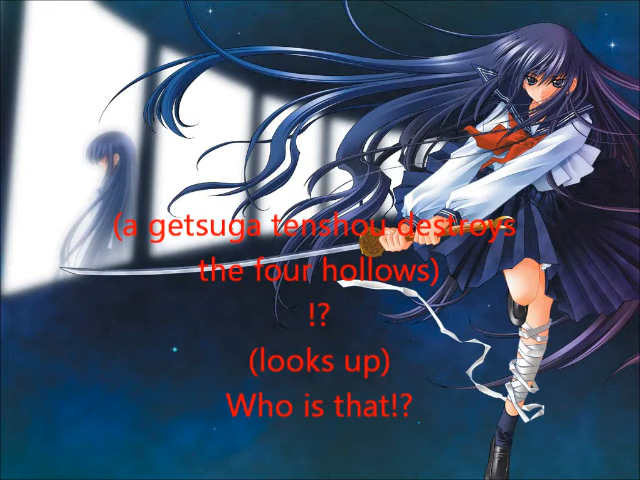 (a getsuga tenshou destroys
the four hollows)
!?
(looks up)
Who is that!?